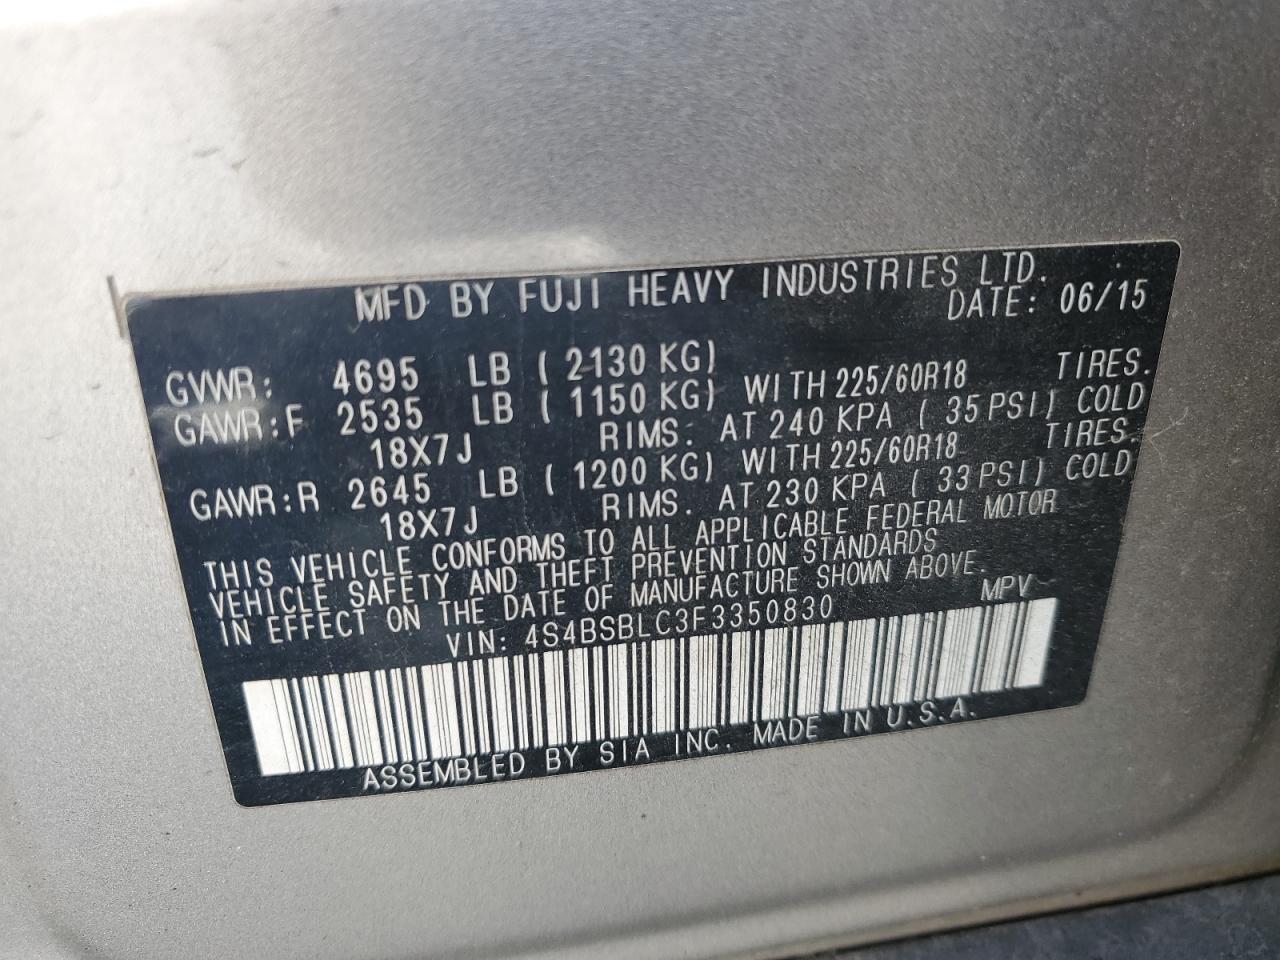 MFD BY FUJI HEAVY INDUSTRIES LTD.
DATE: 06/15
GVWR: 4695 LB ( 2130 KG)
GAWR:F 2535 LB ( 1150 KG) WITH 225/60R18 TIRES.
18X7J RIMS: AT 240 KPA ( 35 PSI) COLD
GAWR:R 2645 LB ( 1200 KG) WITH 225/60R18 TIRES.
18X7J RIMS. AT 230 KPA ( 33 PSI) COLD
THIS VEHICLE CONFORMS TO ALL APPLICABLE FEDERAL MOTOR
VEHICLE SAFETY AND THEFT PREVENTION STANDARDS
IN EFFECT ON THE DATE OF MANUFACTURE SHOWN ABOVE.
VIN: 4S4BSBLC3F3350830 MPV
ASSEMBLED BY SIA INC. MADE IN U.S.A.